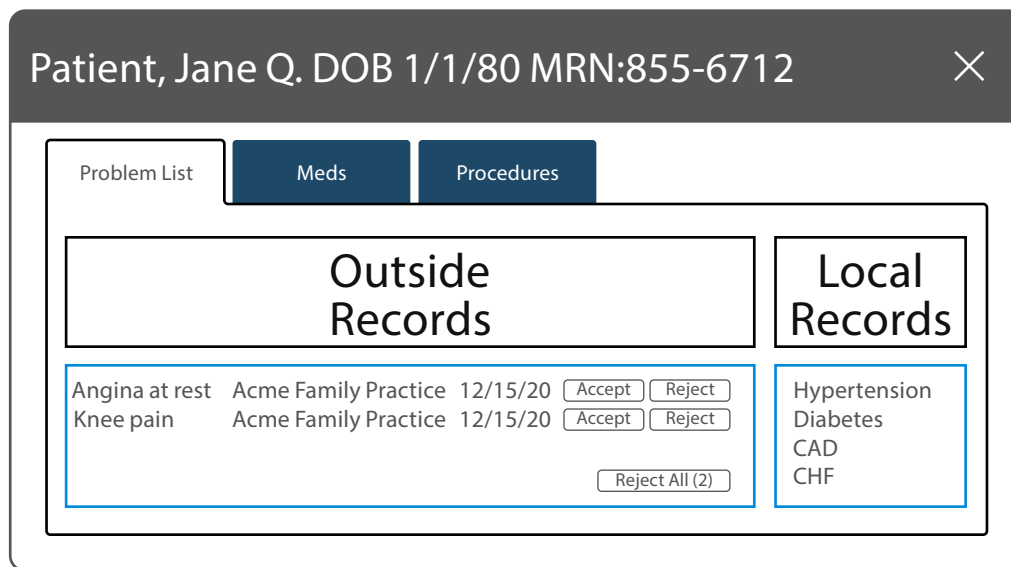 Patient, Jane Q. DOB 1/1/80 MRN:855-6712
Problem List
Meds
Procedures
Outside
Records
Local
Records
Angina at rest Acme Family Practice 12/15/20 Accept Reject
Knee pain Acme Family Practice 12/15/20 Accept Reject
Reject All (2)
Hypertension
Diabetes
CAD
CHF